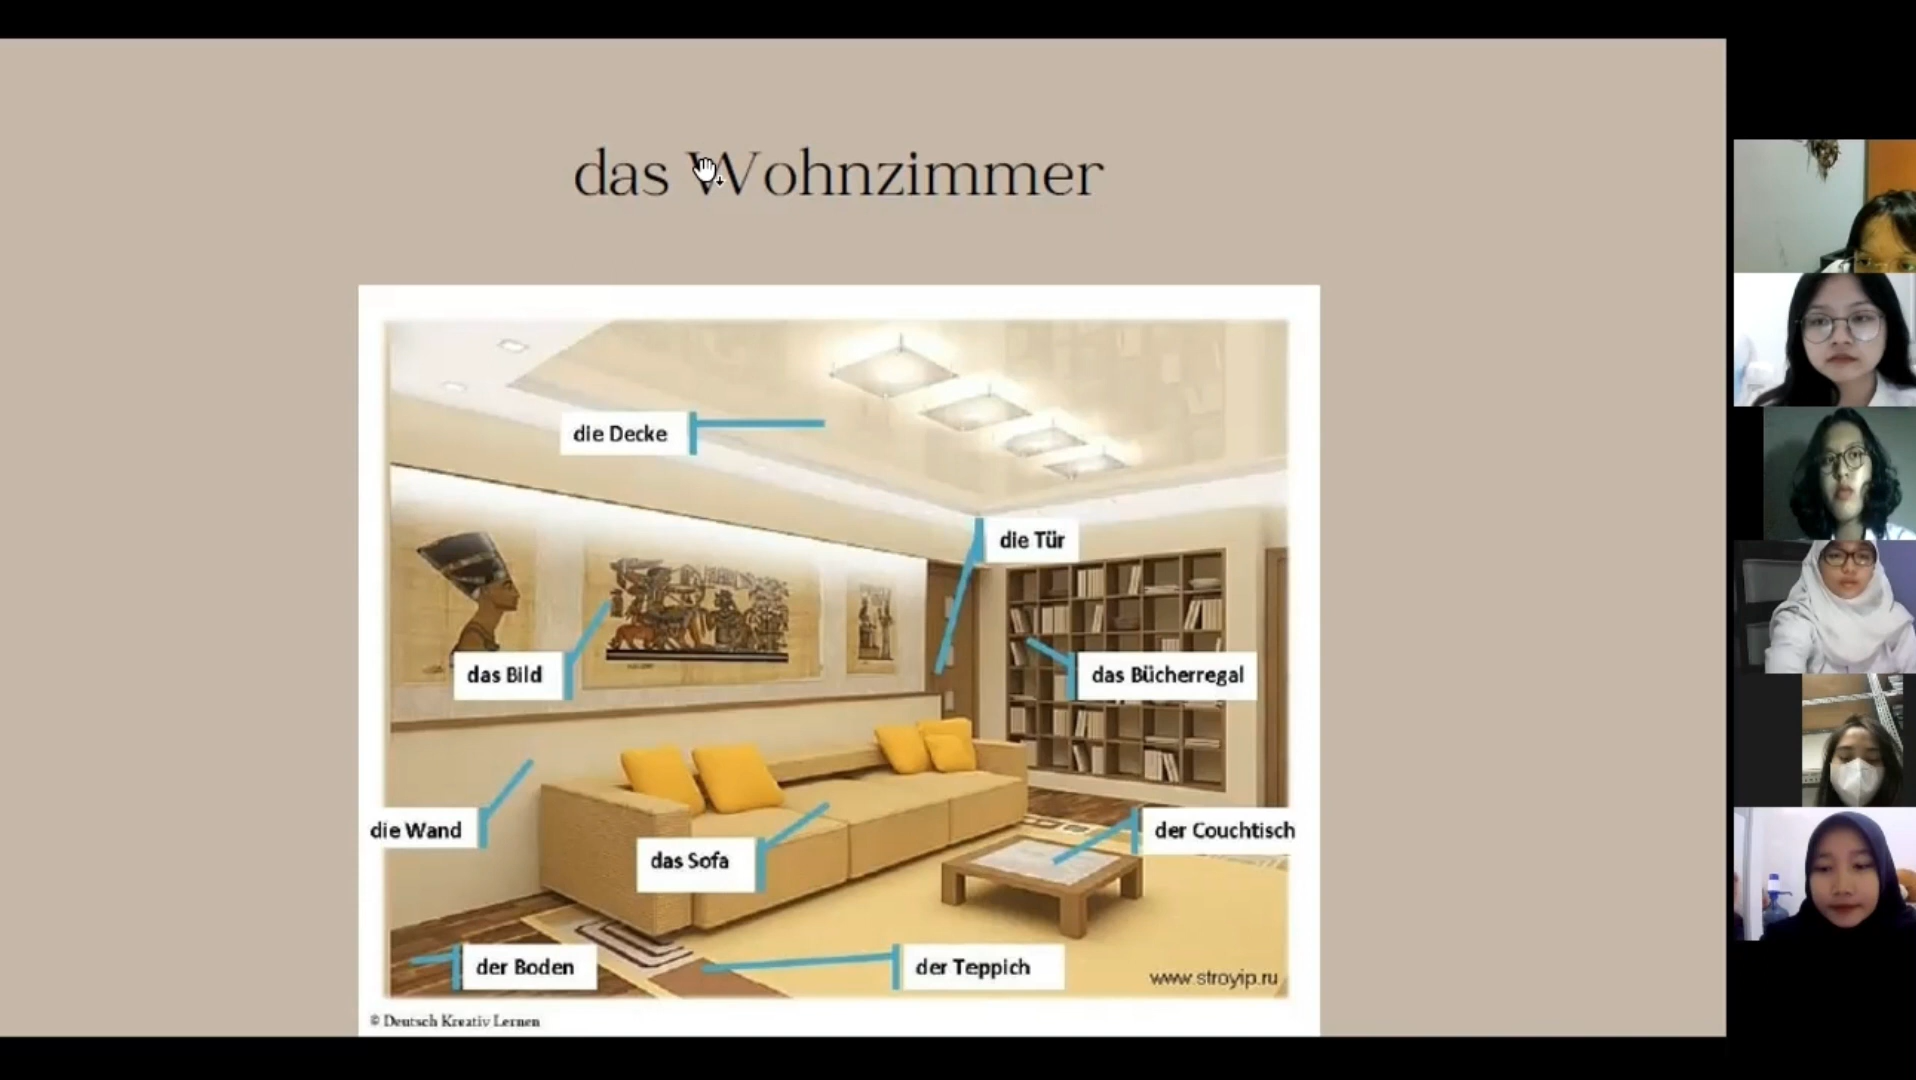 das Wohnzimmer
die Decke
die Tür
das Bild
das Bücherregal
die Wand
das Sofa
der Couchtisch
der Boden
der Teppich
www.stroyip.ru
© Deutsch Kreativ Lernen